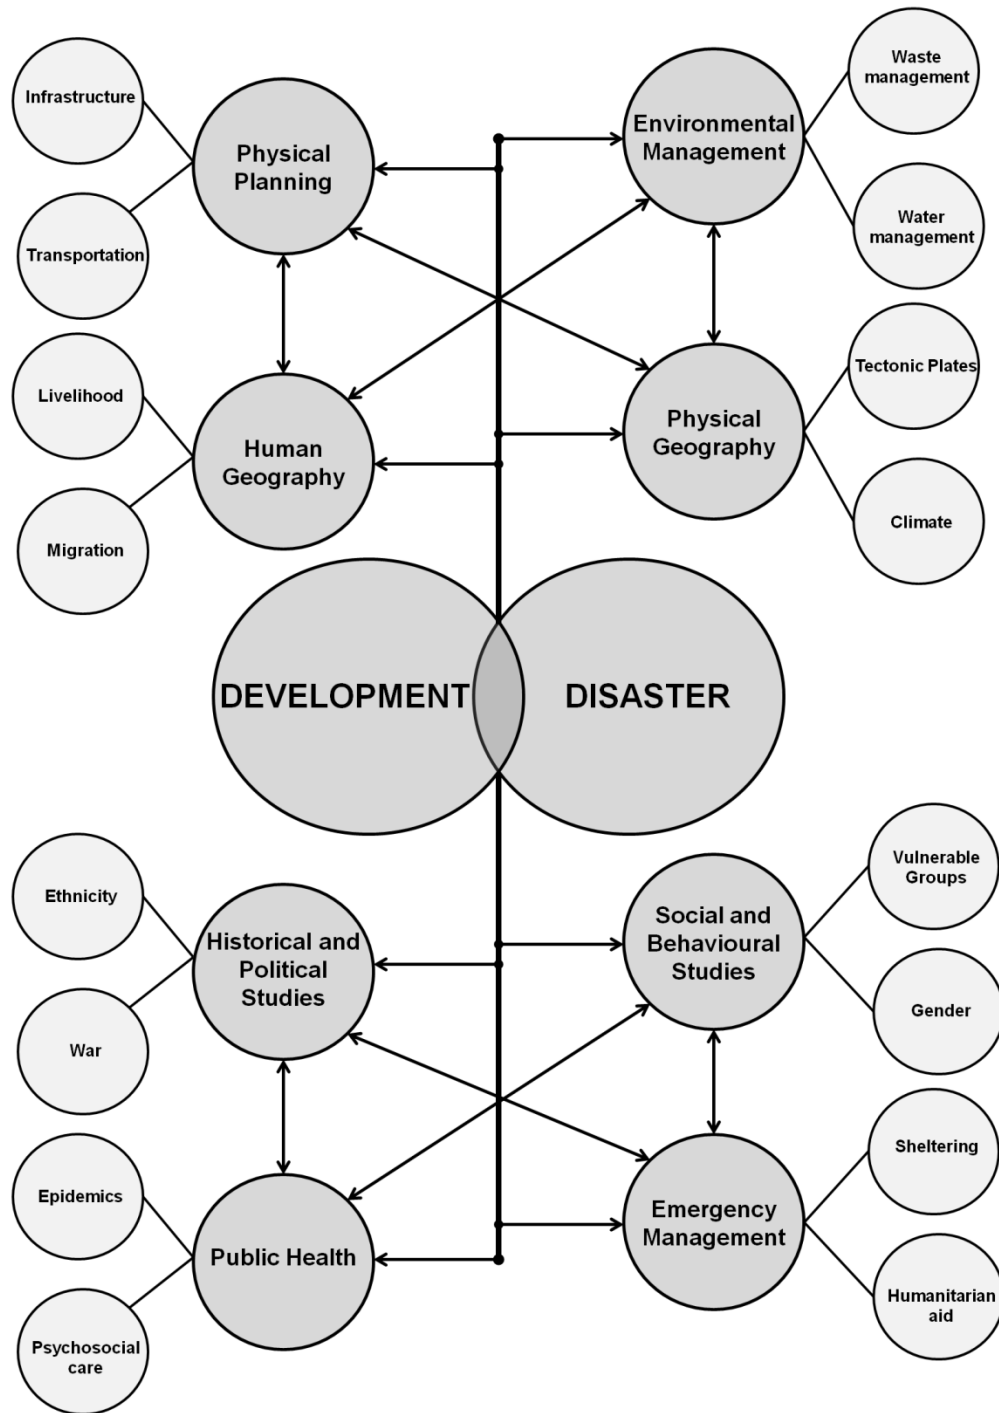 Infrastructure
Physical
Planning
Transportation
Environmental
Management
Waste
management
Water
management
Livelihood
Human
Geography
Migration
Tectonic Plates
Physical
Geography
Climate
DEVELOPMENT
DISASTER
Ethnicity
Historical and
Political
Studies
War
Vulnerable
Groups
Social and
Behavioural
Studies
Gender
Epidemics
Public Health
Psychosocial
care
Sheltering
Emergency
Management
Humanitarian
aid